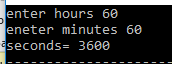 enter hours 60
eneter minutes 60
seconds= 3600
--------------------